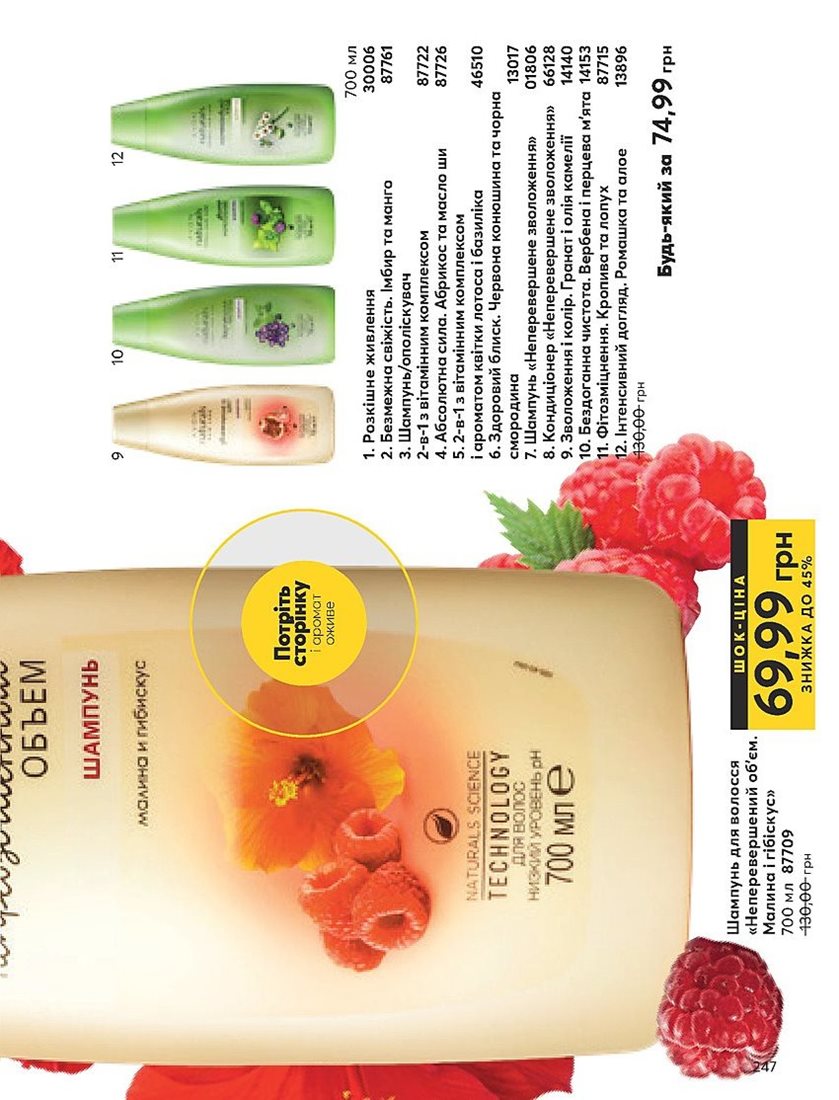 ОБЪЕМ
ШАМПУНЬ
малина и гибискус
Потріть
сторінку
і аромат
оживе
NATURALS SCIENCE
TECHNOLOGY
ДЛЯ ВОЛОС
НИЗКИЙ УРОВЕНЬ pH
700 МЛ e
Шампунь для волосся
«Неперевершений об'єм.
Малина і гібіскус»
700 мл 87709
130,00 грн
ШОК-ЦІНА
69,99 грн
ЗНИЖКА ДО 45%
247
9
10
11
12
naturals
naturals
naturals
naturals
700 мл
1. Розкішне живлення 30006
2. Безмежна свіжість. Імбир та манго 87761
3. Шампунь/ополіскувач
2-в-1 з вітамінним комплексом 87722
4. Абсолютна сила. Абрикос та масло ши 87726
5. 2-в-1 з вітамінним комплексом
і ароматом квітки лотоса і базиліка 46510
6. Здоровий блиск. Червона конюшина та чорна
смородина 13017
7. Шампунь «Неперевершене зволоження» 01806
8. Кондиціонер «Неперевершене зволоження» 66128
9. Зволоження і колір. Гранат і олія камелії 14140
10. Бездоганна чистота. Вербена і перцева м'ята 14153
11. Фітозміцнення. Кропива та лопух 87715
12. Інтенсивний догляд. Ромашка та алое 13896
130,00 грн
Будь-який за 74,99 грн